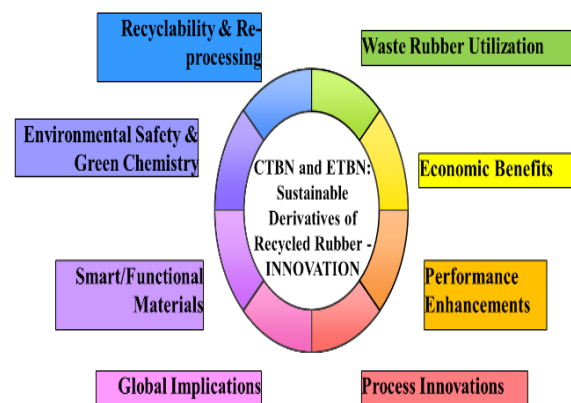 Recyclability & Re-
processing
Waste Rubber Utilization
Environmental Safety &
Green Chemistry
CTBN and ETBN:
Sustainable
Derivatives of
Recycled Rubber -
INNOVATION
Economic Benefits
Smart/Functional
Materials
Performance
Enhancements
Global Implications
Process Innovations